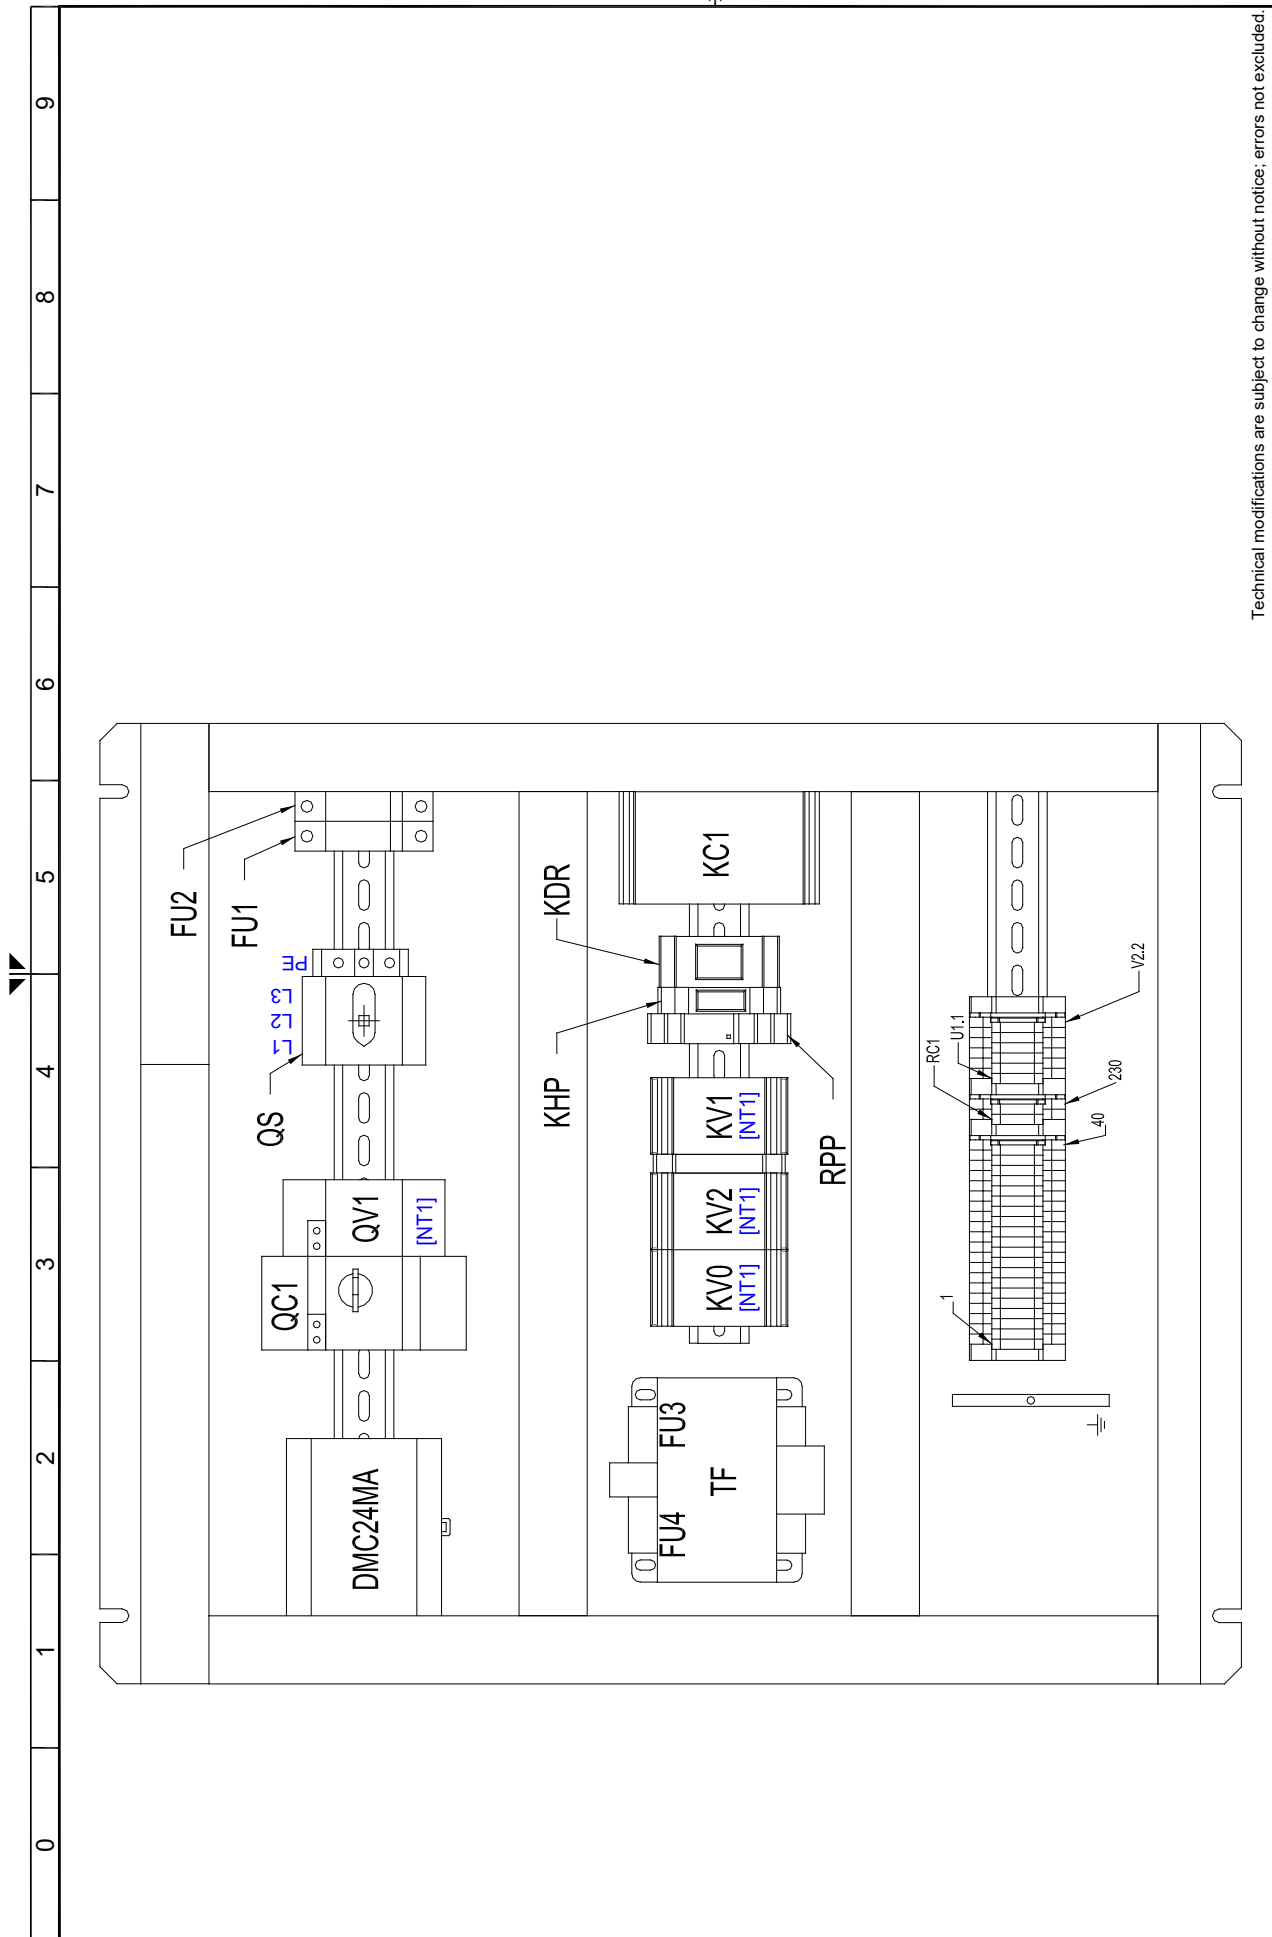 0 1 2 3 4 5 6 7 8 9
FU2
FU1
PE
L1 L2 L3
QS
QV1
[NT1]
QC1
DMC24MA
KDR
KHP
KC1
KV0
[NT1]
KV2
[NT1]
KV1
[NT1]
RPP
FU4
FU3
TF
1
RC1
U1.1
40
230
V2.2
Technical modifications are subject to change without notice; errors not excluded.